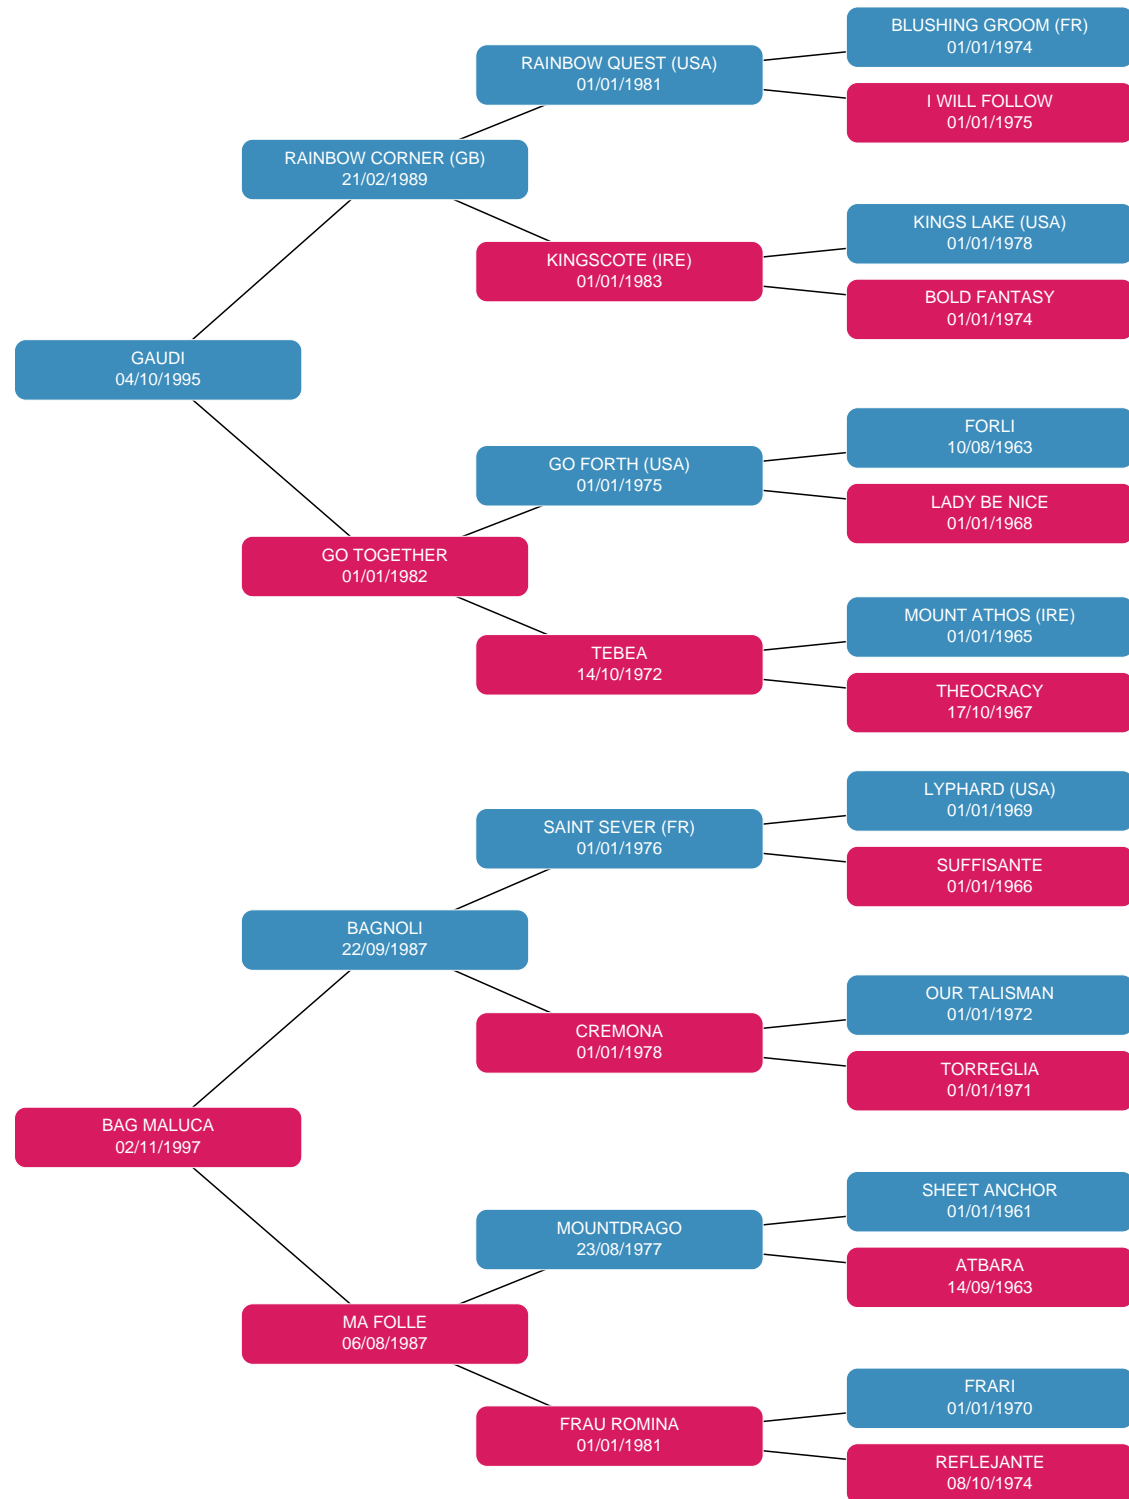 BLUSHING GROOM (FR)
01/01/1974
RAINBOW QUEST (USA)
01/01/1981
I WILL FOLLOW
01/01/1975
RAINBOW CORNER (GB)
21/02/1989
KINGS LAKE (USA)
01/01/1978
KINGSCOTE (IRE)
01/01/1983
BOLD FANTASY
01/01/1974
GAUDI
04/10/1995
FORLI
10/08/1963
GO FORTH (USA)
01/01/1975
LADY BE NICE
01/01/1968
GO TOGETHER
01/01/1982
MOUNT ATHOS (IRE)
01/01/1965
TEBEA
14/10/1972
THEOCRACY
17/10/1967
LYPHARD (USA)
01/01/1969
SAINT SEVER (FR)
01/01/1976
SUFFISANTE
01/01/1966
BAGNOLI
22/09/1987
OUR TALISMAN
01/01/1972
CREMONA
01/01/1978
TORREGLIA
01/01/1971
BAG MALUCA
02/11/1997
SHEET ANCHOR
01/01/1961
MOUNTDRAGO
23/08/1977
ATBARA
14/09/1963
MA FOLLE
06/08/1987
FRARI
01/01/1970
FRAU ROMINA
01/01/1981
REFLEJANTE
08/10/1974